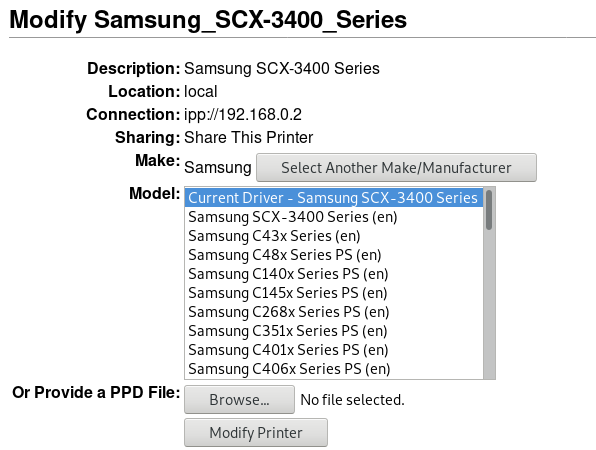 Modify Samsung_SCX-3400_Series
Description: Samsung SCX-3400 Series
Location: local
Connection: ipp://192.168.0.2
Sharing: Share This Printer
Make: Samsung Select Another Make/Manufacturer
Model: Current Driver - Samsung SCX-3400 Series
Samsung SCX-3400 Series (en)
Samsung C43x Series (en)
Samsung C48x Series PS (en)
Samsung C140x Series PS (en)
Samsung C145x Series PS (en)
Samsung C268x Series PS (en)
Samsung C351x Series PS (en)
Samsung C401x Series PS (en)
Samsung C406x Series PS (en)
Or Provide a PPD File: Browse... No file selected.
Modify Printer